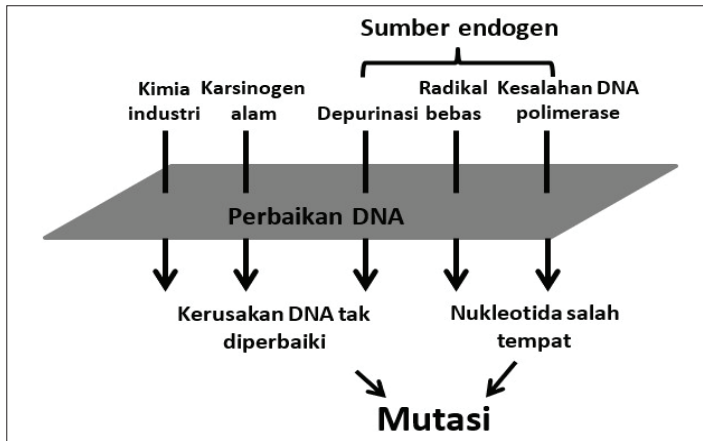 Sumber endogen
Kimia industri
Karsinogen alam
Depurinasi
Radikal bebas
Kesalahan DNA polimerase
Perbaikan DNA
Kerusakan DNA tak
diperbaiki
Nukleotida salah
tempat
Mutasi